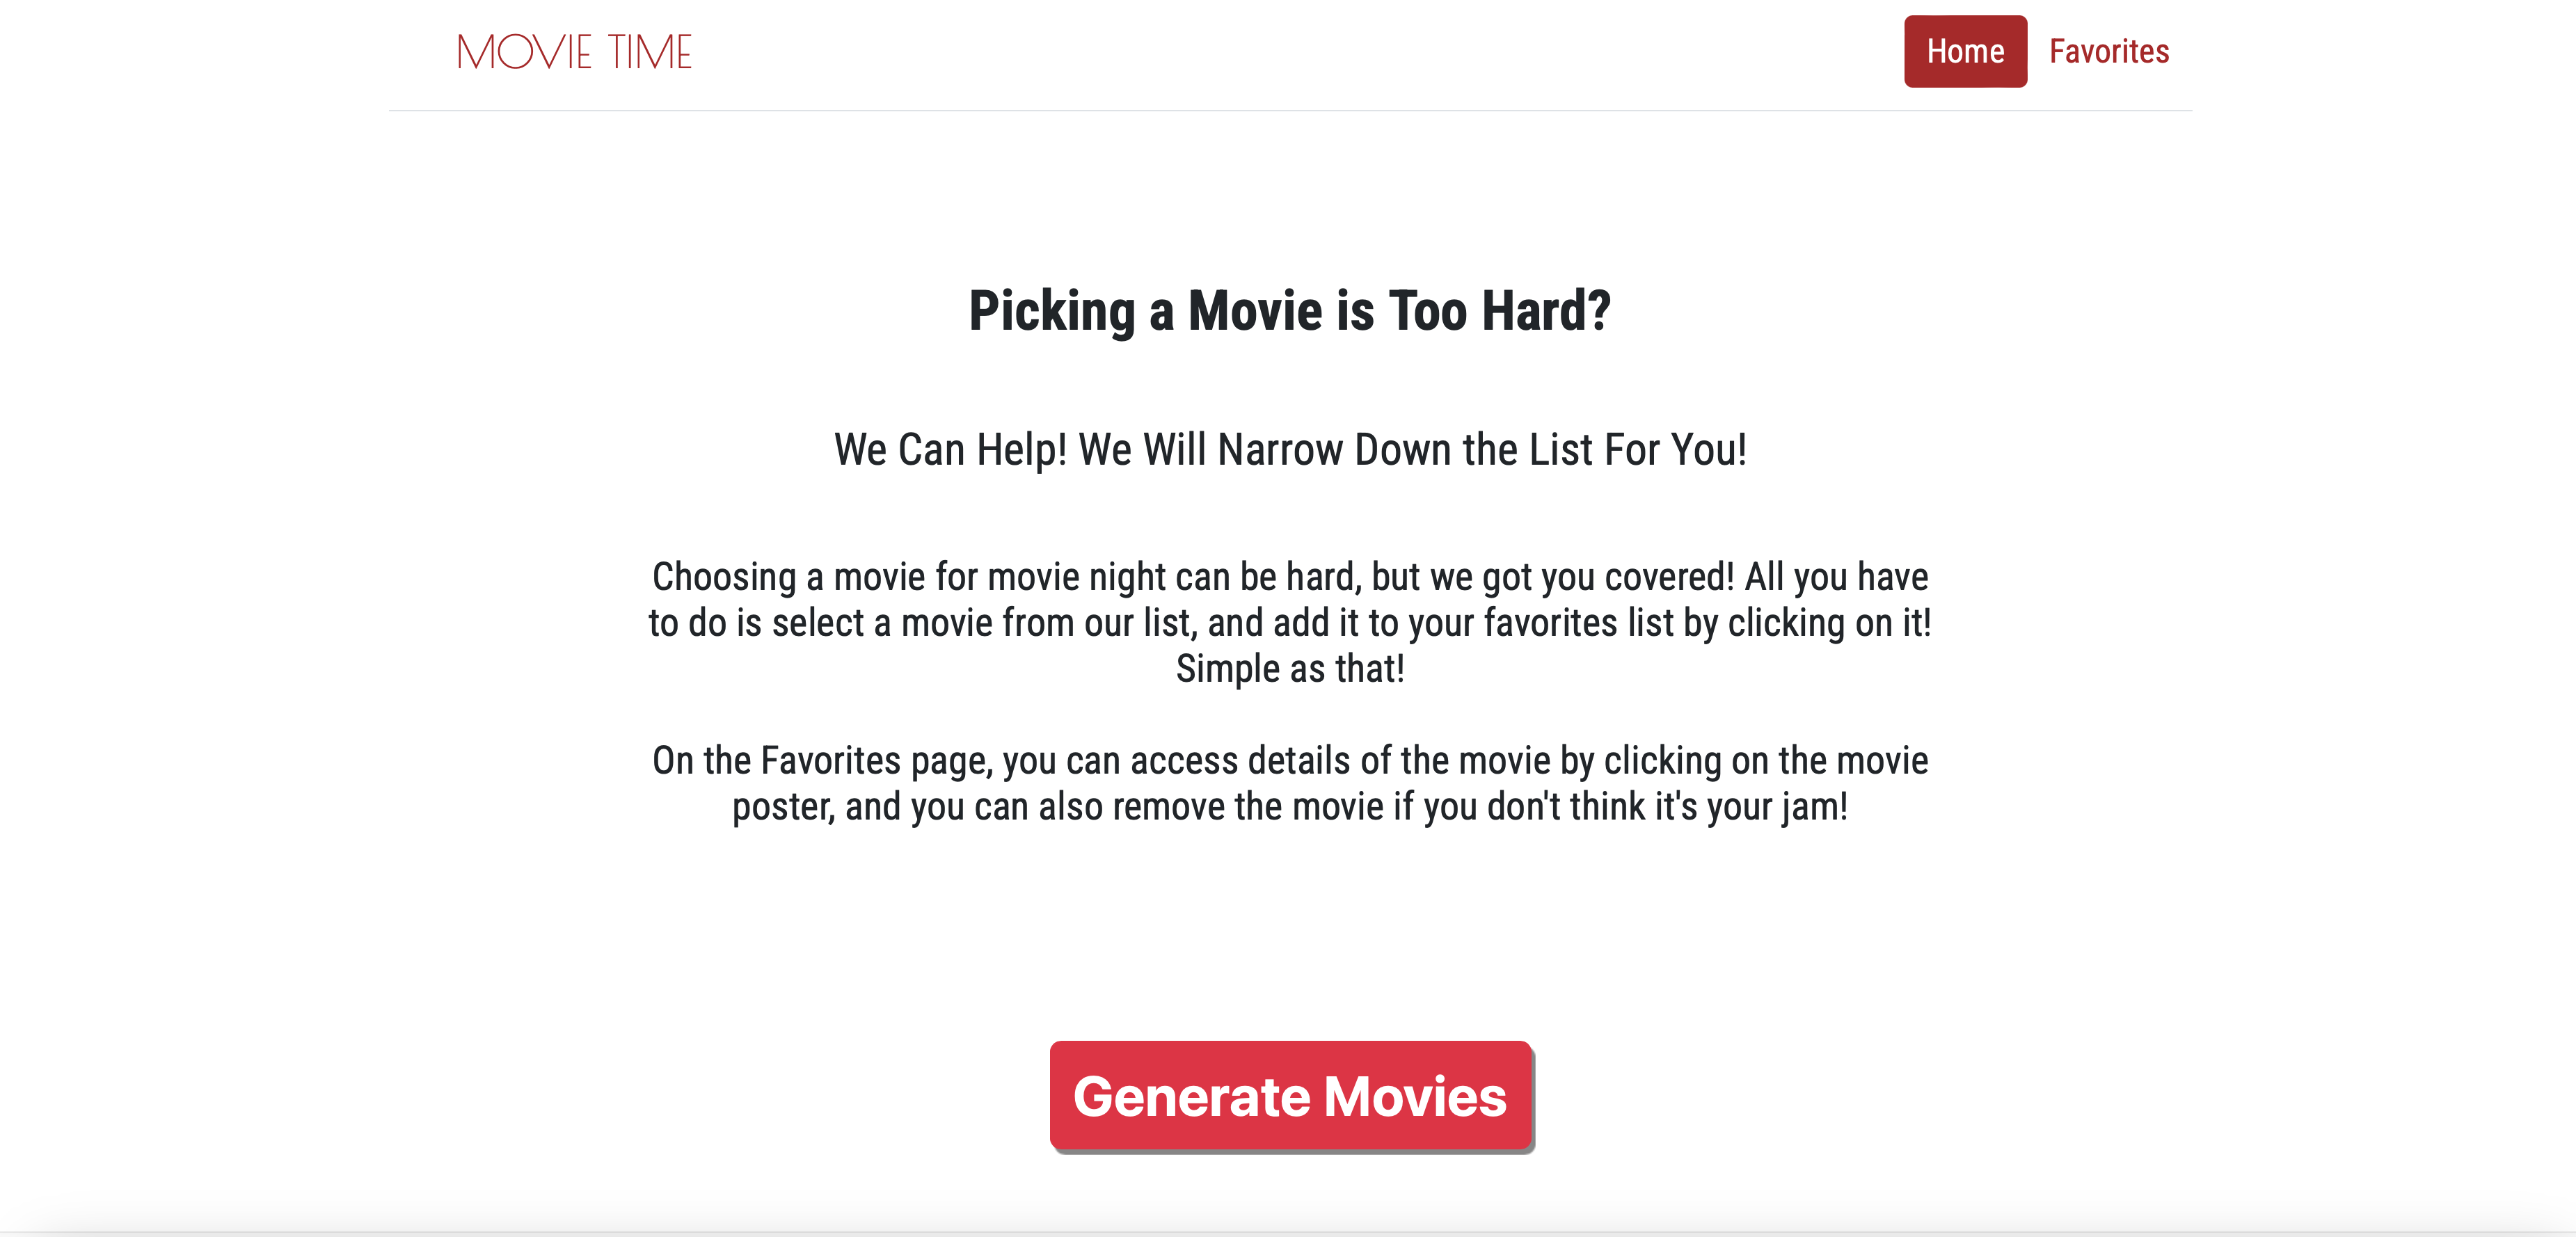 MOVIE TIME
Home
Favorites
Picking a Movie is Too Hard?
We Can Help! We Will Narrow Down the List For You!
Choosing a movie for movie night can be hard, but we got you covered! All you have
to do is select a movie from our list, and add it to your favorites list by clicking on it!
Simple as that!
On the Favorites page, you can access details of the movie by clicking on the movie
poster, and you can also remove the movie if you don't think it's your jam!
Generate Movies